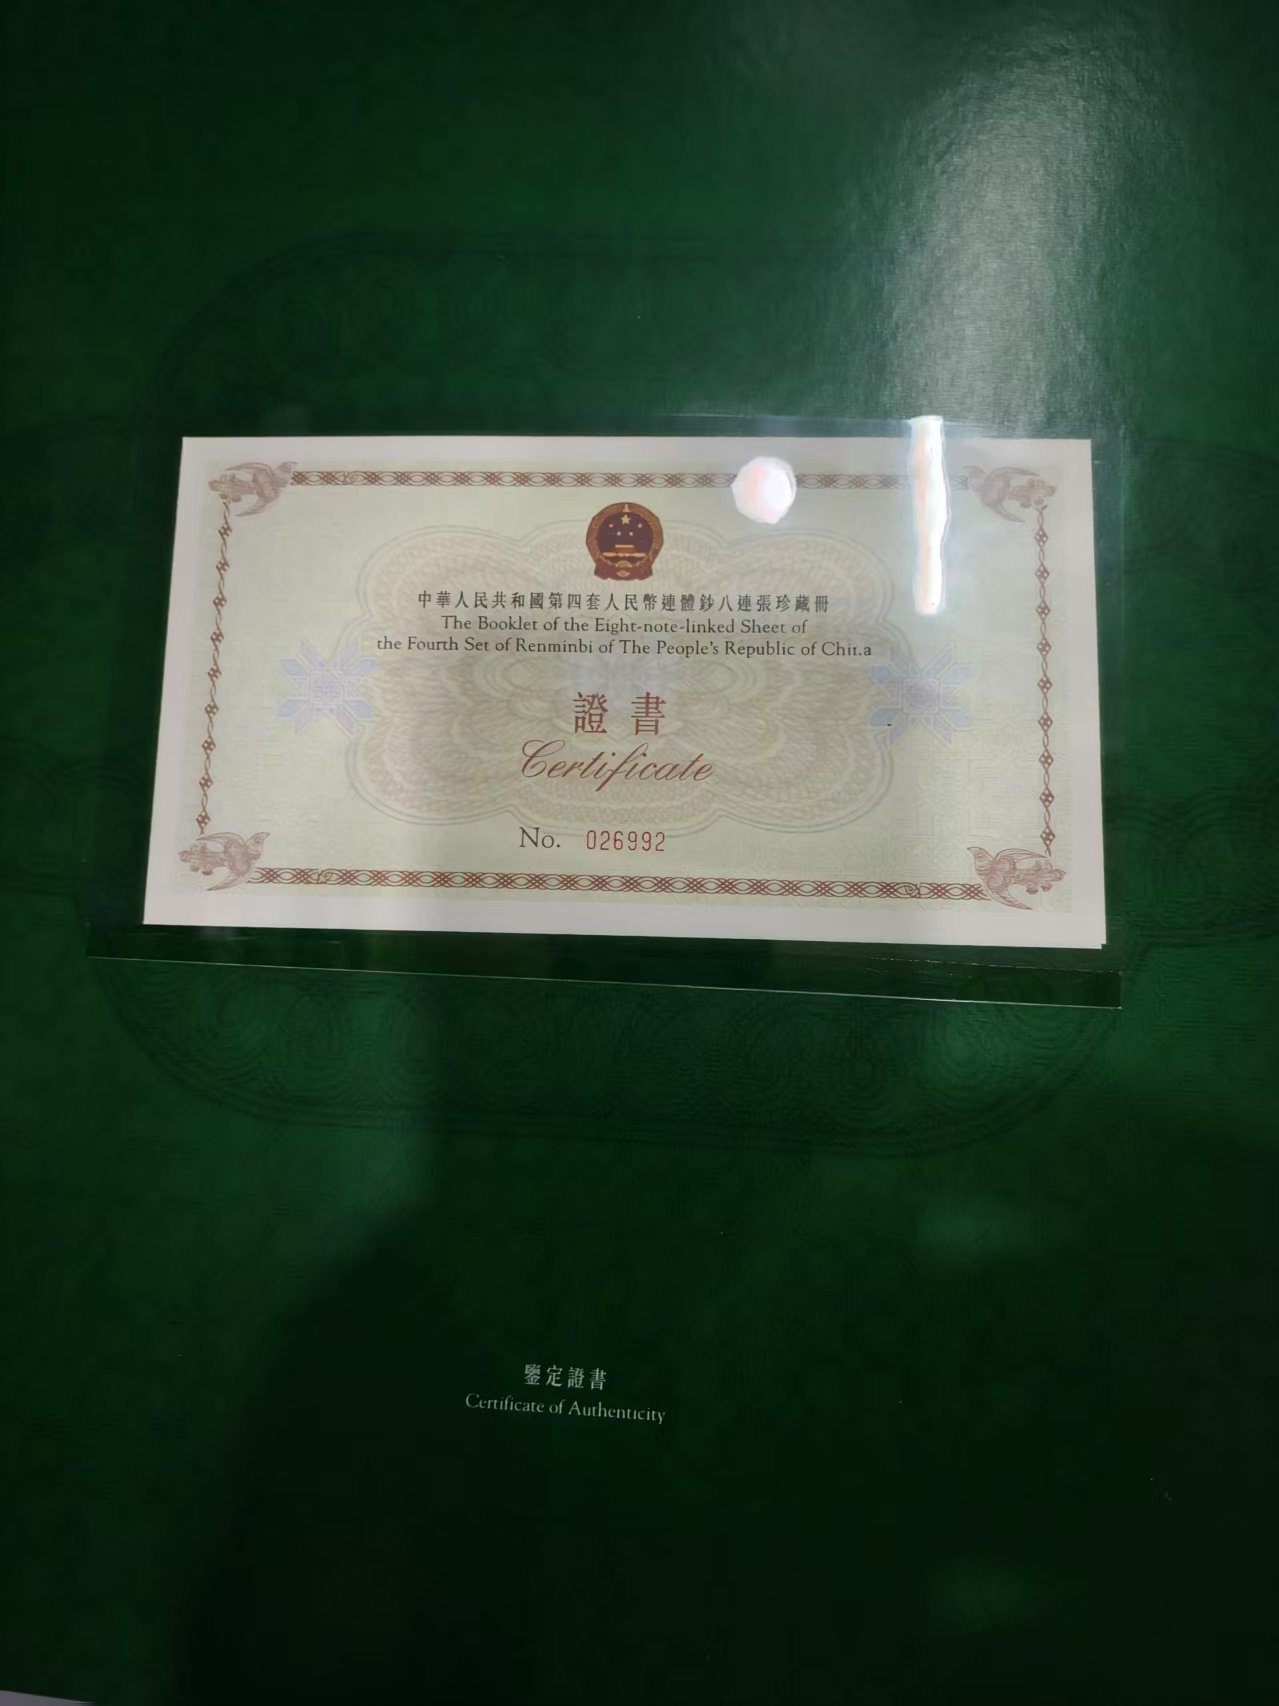 中華人民共和國第四套人民幣連體鈔八連張珍藏冊
The Booklet of the Eight-note-linked Sheet of
the Fourth Set of Renminbi of The People's Republic of China
證書
Certificate
No. 026992
鑒定證書
Certificate of Authenticity